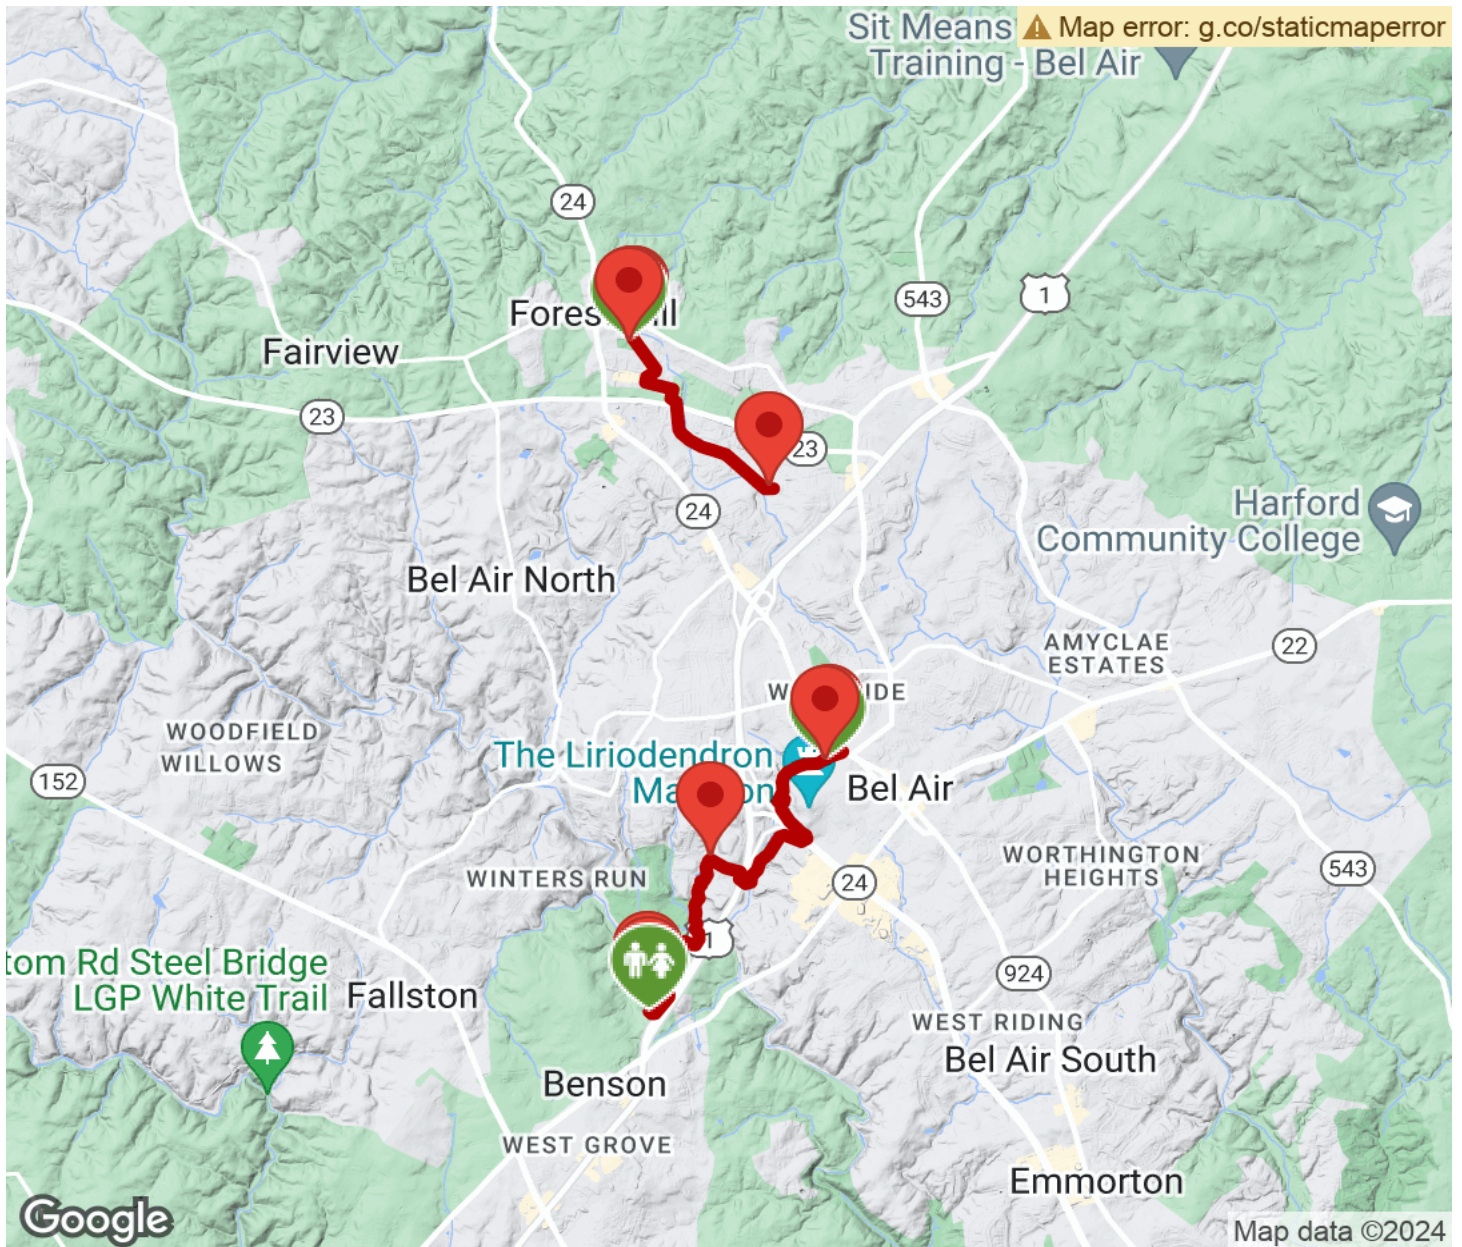 Sit Means
Map error: g.co/staticmaperror
Training - Bel Air
24
543
1
Fairview
23
23
24
Harford
Community College
Bel Air North
AMYCLAE
ESTATES
22
WOODFIELD
WILLOWS
The Liriodendron
152
Bel Air
WORTHINGTON
HEIGHTS
543
WINTERS RUN
24
1
tom Rd Steel Bridge
LGP White Trail
Fallston
924
WEST RIDING
Bel Air South
Benson
WEST GROVE
Emmorton
Google
Map data ©2024